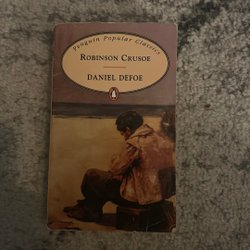 Penguin Popular Classics
ROBINSON CRUSOE
DANIEL DEFOE